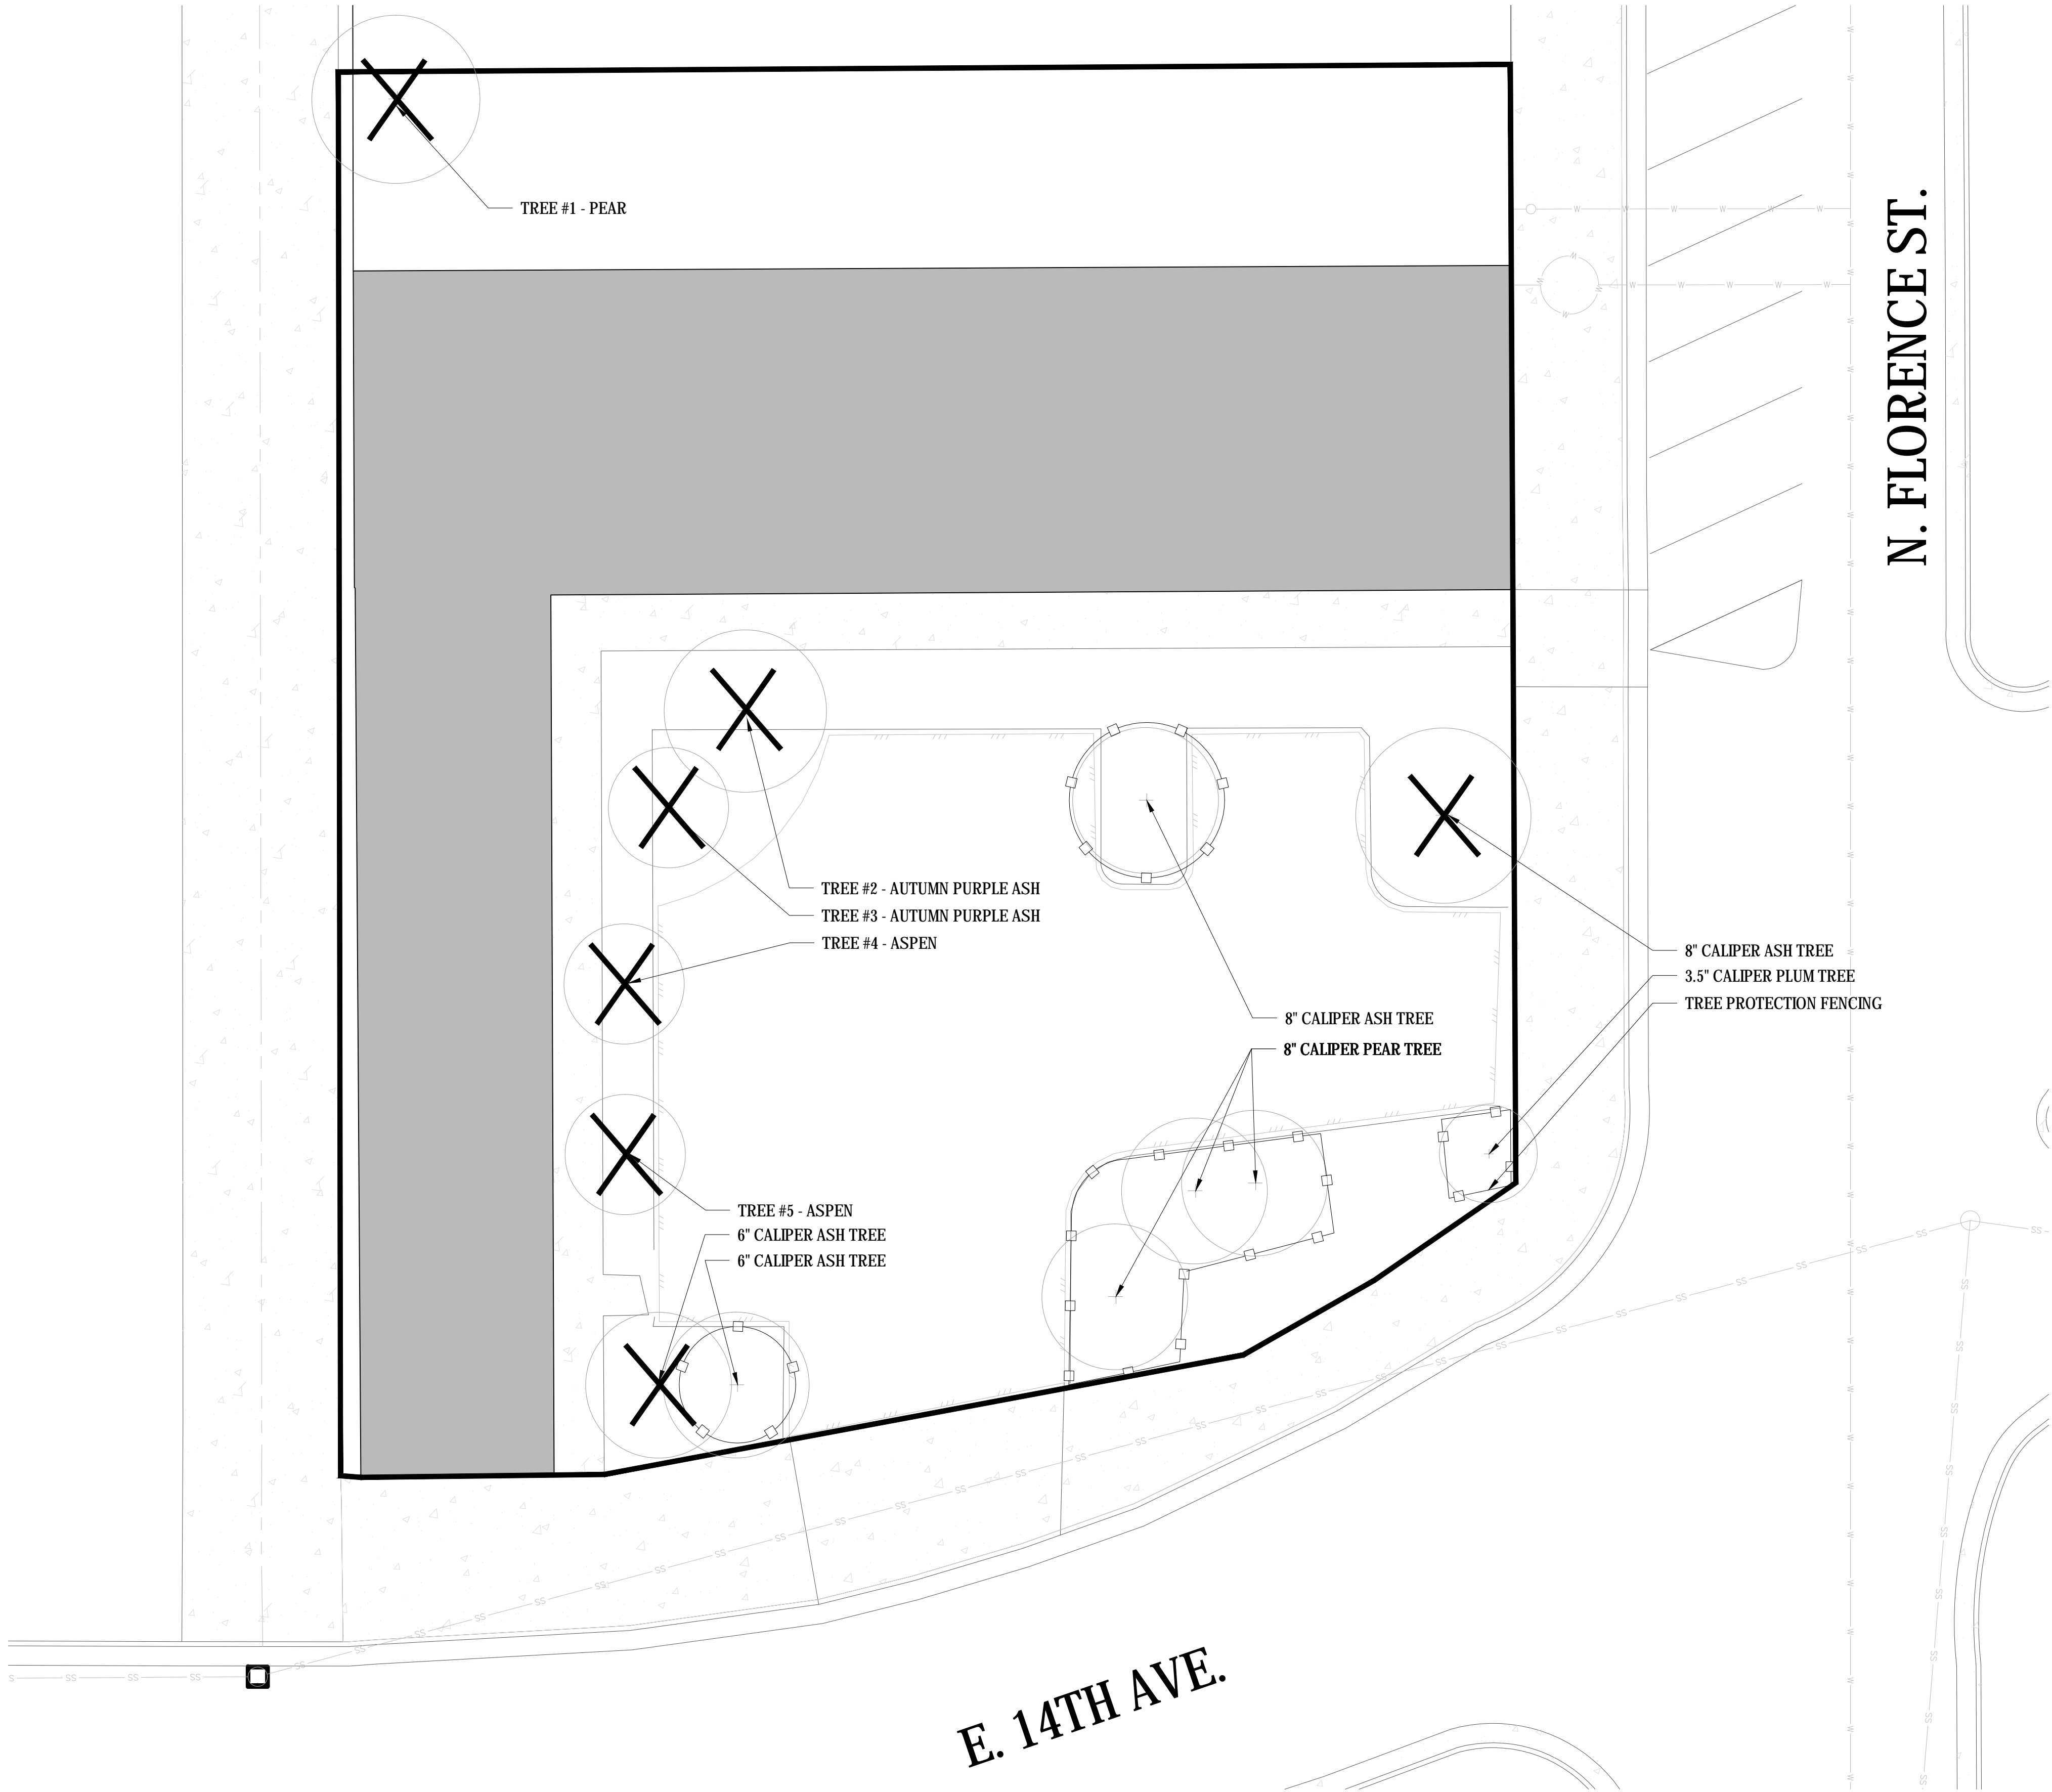 TREE #1 - PEAR
N. FLORENCE ST.
TREE #2 - AUTUMN PURPLE ASH
TREE #3 - AUTUMN PURPLE ASH
TREE #4 - ASPEN
8" CALIPER ASH TREE
3.5" CALIPER PLUM TREE
TREE PROTECTION FENCING
8" CALIPER ASH TREE
8" CALIPER PEAR TREE
TREE #5 - ASPEN
6" CALIPER ASH TREE
6" CALIPER ASH TREE
E. 14TH AVE.